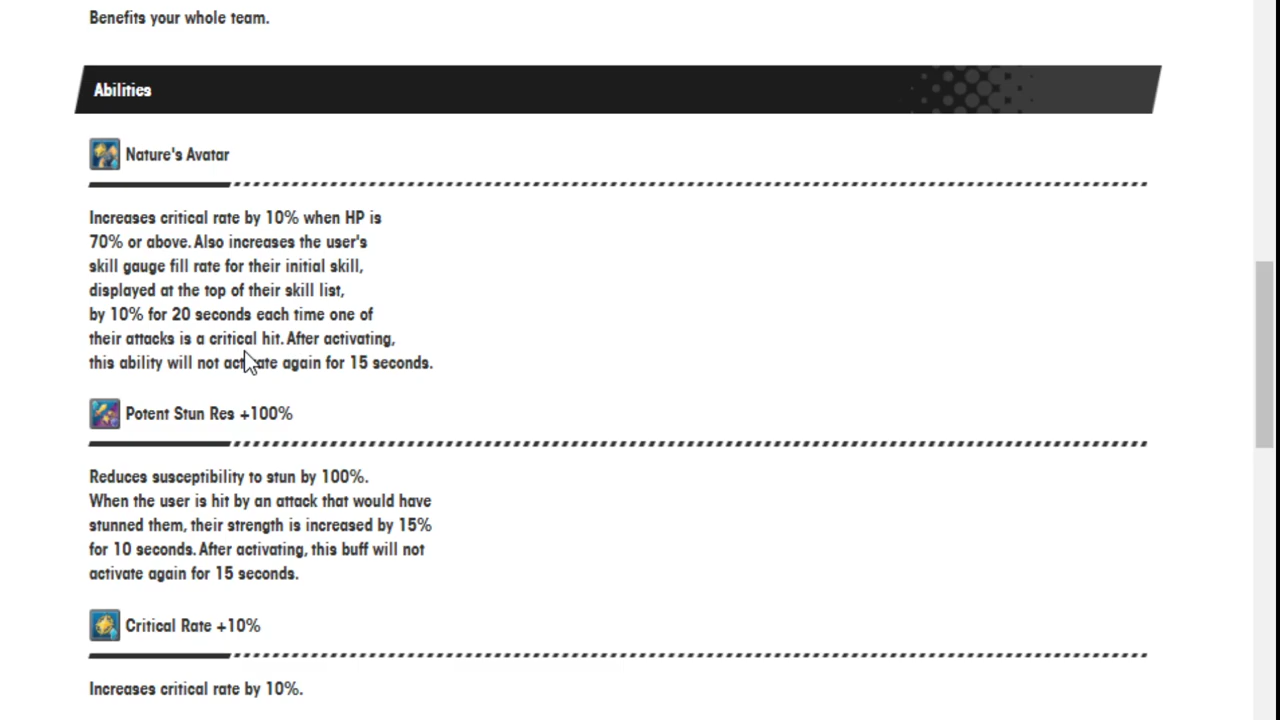 Benefits your whole team.
Abilities
Nature's Avatar
Increases critical rate by 10% when HP is
70% or above. Also increases the user's
skill gauge fill rate for their initial skill,
displayed at the top of their skill list,
by 10% for 20 seconds each time one of
their attacks is a critical hit. After activating,
this ability will not activate again for 15 seconds.
Potent Stun Res +100%
Reduces susceptibility to stun by 100%.
When the user is hit by an attack that would have
stunned them, their strength is increased by 15%
for 10 seconds. After activating, this buff will not
activate again for 15 seconds.
Critical Rate +10%
Increases critical rate by 10%.